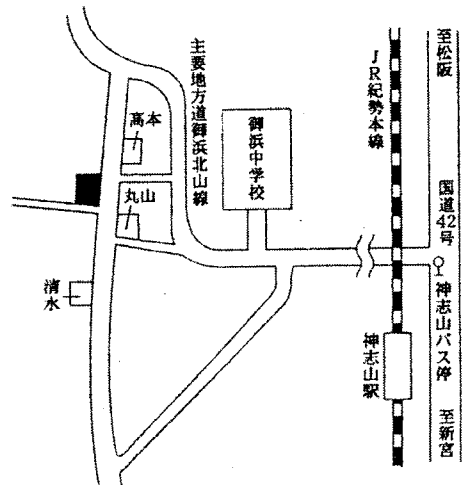 至松阪
国道42号
神志山バス停
至新宮
JR紀勢本線
神志山駅
御浜中学校
主要地方道御浜北山線
高本
丸山
清水